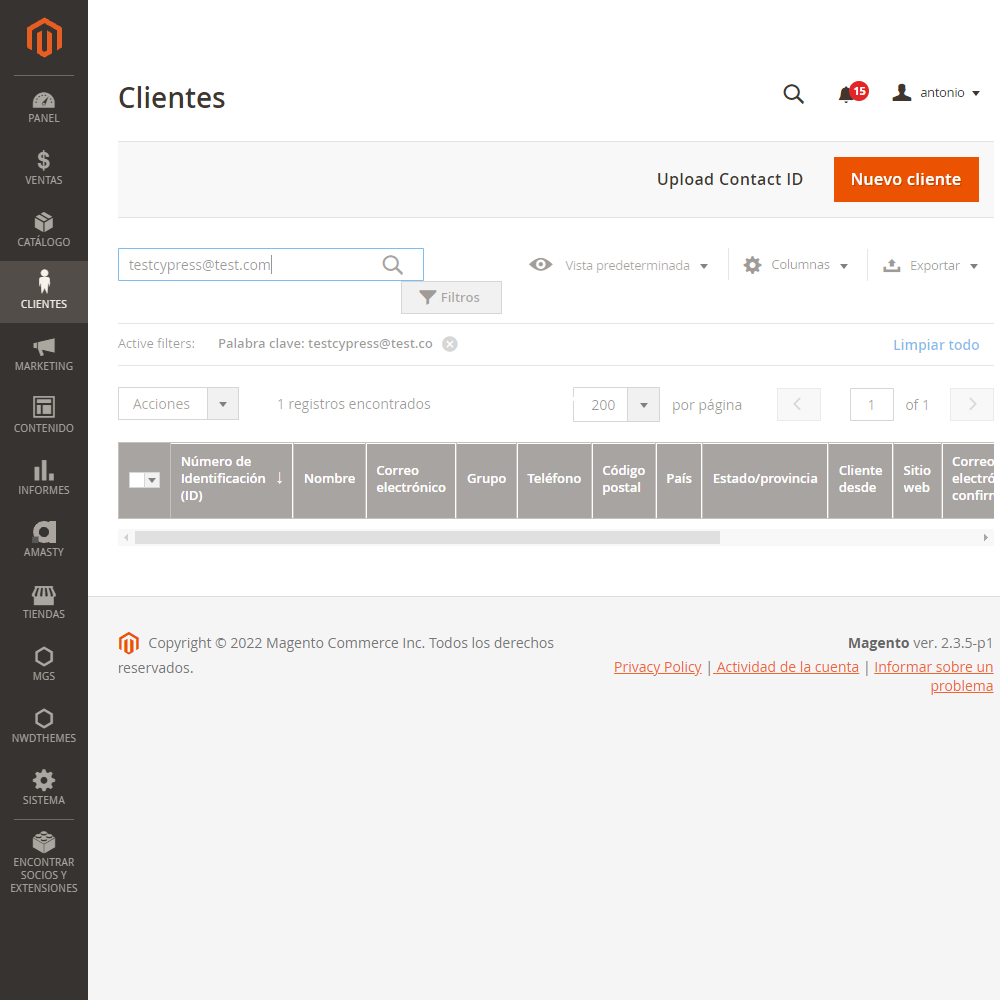 Clientes
15
antonio
Upload Contact ID
Nuevo cliente
testcypress@test.com
Vista predeterminada
Columnas
Exportar
Filtros
Active filters:
Palabra clave: testcypress@test.co
Limpiar todo
Acciones
1 registros encontrados
200
por página
1
of 1
Número de
Identificación
(ID)
↓
Nombre
Correo
electrónico
Grupo
Teléfono
Código
postal
País
Estado/provincia
Cliente
desde
Sitio
web
Correo
electró
confirm
PANEL
VENTAS
CATÁLOGO
CLIENTES
MARKETING
CONTENIDO
INFORMES
AMASTY
TIENDAS
MGS
NWDTHEMES
SISTEMA
ENCONTRAR
SOCIOS Y
EXTENSIONES
Copyright © 2022 Magento Commerce Inc. Todos los derechos
reservados.
Magento ver. 2.3.5-p1
Privacy Policy | Actividad de la cuenta | Informar sobre un
problema